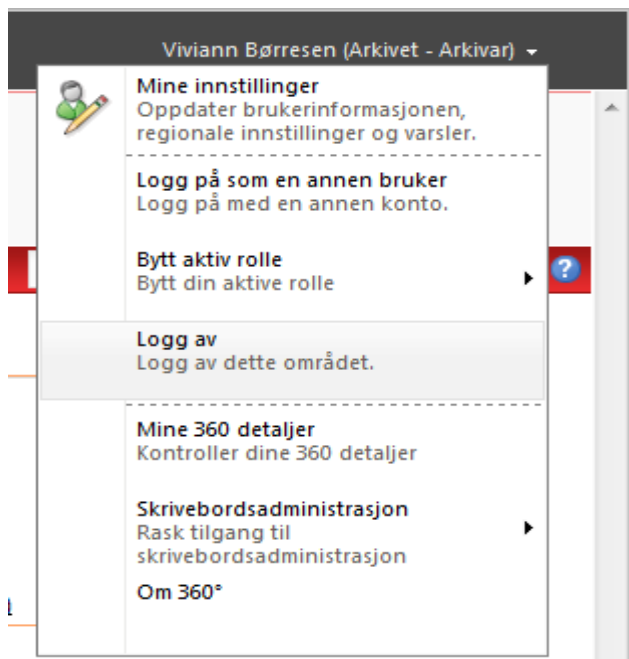 Viviann Børresen (Arkivet - Arkivar)
Mine innstillinger
Oppdater brukerinformasjonen,
regionale innstillinger og varsler.
Logg på som en annen bruker
Logg på med en annen konto.
Bytt aktiv rolle
Bytt din aktive rolle
?
Logg av
Logg av dette området.
Mine 360 detaljer
Kontroller dine 360 detaljer
Skrivebordsadministrasjon
Rask tilgang til
skrivebordsadministrasjon
Om 360°